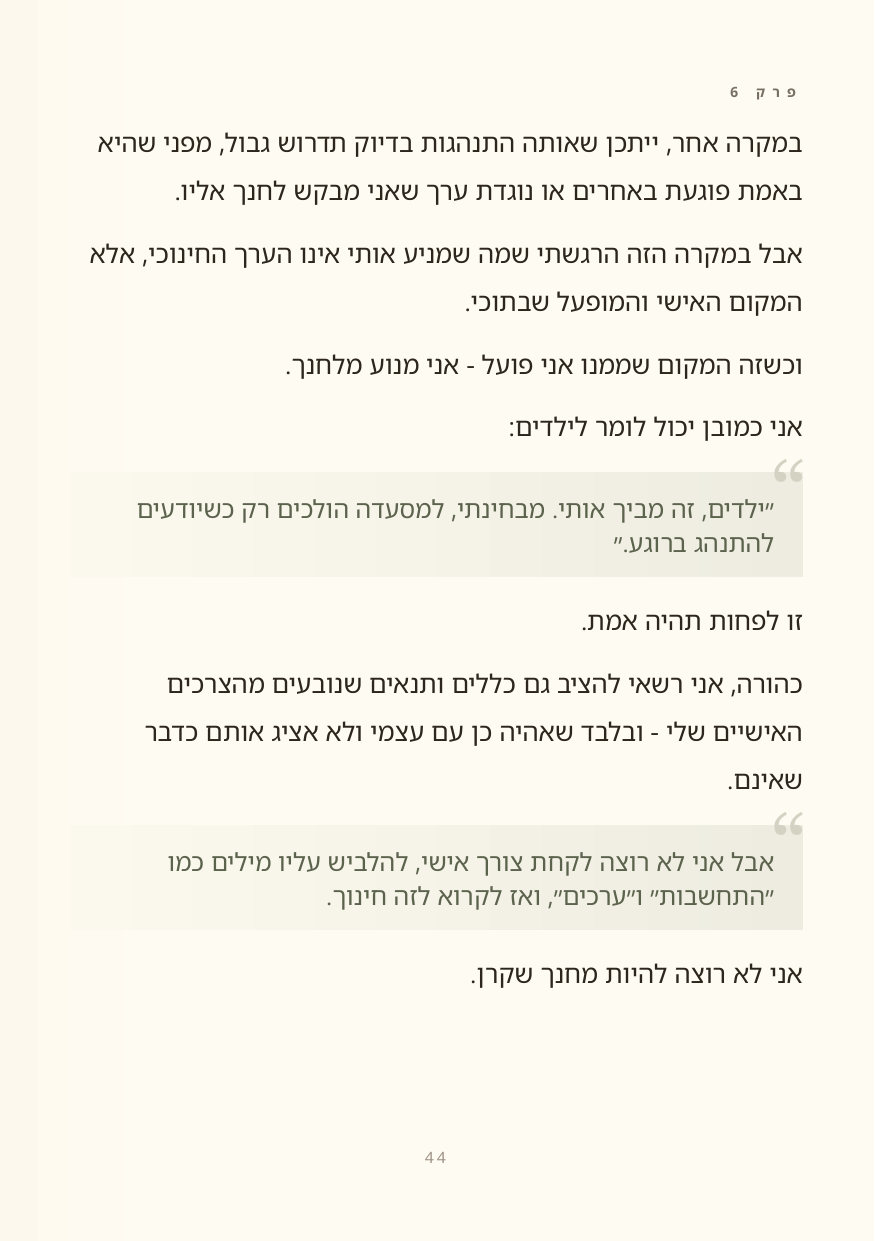 פרק 6
במקרה אחר, ייתכן שאותה התנהגות בדיוק תדרוש גבול, מפני שהיא
באמת פוגעת באחרים או נוגדת ערך שאני מבקש לחנך אליו.
אבל במקרה הזה הרגשתי שמה שמניע אותי אינו הערך החינוכי, אלא
המקום האישי והמופעל שבתוכי.
וכשזה המקום שממנו אני פועל - אני מנוע מלחנך.
אני כמובן יכול לומר לילדים:
“
״ילדים, זה מביך אותי. מבחינתי, למסעדה הולכים רק כשיודעים
להתנהג ברוגע.״
זו לפחות תהיה אמת.
כהורה, אני רשאי להציב גם כללים ותנאים שנובעים מהצרכים
האישיים שלי - ובלבד שאהיה כן עם עצמי ולא אציג אותם כדבר
שאינם.
“
אבל אני לא רוצה לקחת צורך אישי, להלביש עליו מילים כמו
״התחשבות״ ו״ערכים״, ואז לקרוא לזה חינוך.
אני לא רוצה להיות מחנך שקרן.
44